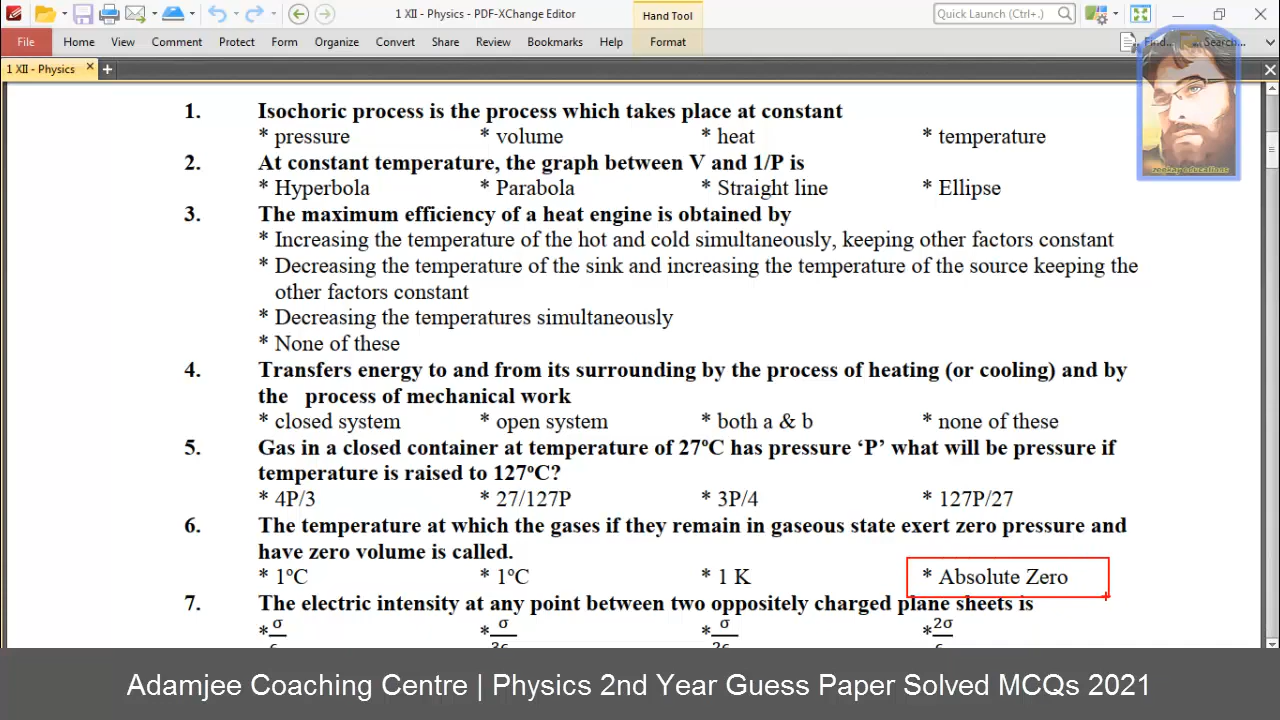 1 XII - Physics - PDF-XChange Editor
Hand Tool
Quick Launch (Ctrl+,)
File Home View Comment Protect Form Organize Convert Share Review Bookmarks Help Format
Find... Search...
1 XII - Physics
1. Isochoric process is the process which takes place at constant
* pressure * volume * heat * temperature
2. At constant temperature, the graph between V and 1/P is
* Hyperbola * Parabola * Straight line * Ellipse
3. The maximum efficiency of a heat engine is obtained by
* Increasing the temperature of the hot and cold simultaneously, keeping other factors constant
* Decreasing the temperature of the sink and increasing the temperature of the source keeping the
other factors constant
* Decreasing the temperatures simultaneously
* None of these
4. Transfers energy to and from its surrounding by the process of heating (or cooling) and by
the process of mechanical work
* closed system * open system * both a & b * none of these
5. Gas in a closed container at temperature of 27ºC has pressure ‘P’ what will be pressure if
temperature is raised to 127ºC?
* 4P/3 * 27/127P * 3P/4 * 127P/27
6. The temperature at which the gases if they remain in gaseous state exert zero pressure and
have zero volume is called.
* 1ºC * 1ºC * 1 K * Absolute Zero
7. The electric intensity at any point between two oppositely charged plane sheets is
* σ * σ * σ * 2σ
Adamjee Coaching Centre | Physics 2nd Year Guess Paper Solved MCQs 2021